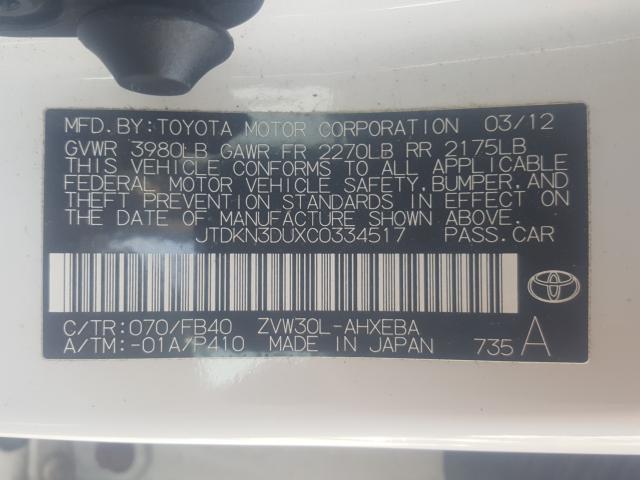 MFD. BY: TOYOTA MOTOR CORPORATION 03/12
GVWR 3980LB GAWR FR 2270LB RR 2175LB
THIS VEHICLE CONFORMS TO ALL APPLICABLE
FEDERAL MOTOR VEHICLE SAFETY, BUMPER, AND
THEFT PREVENTION STANDARDS IN EFFECT ON
THE DATE OF MANUFACTURE SHOWN ABOVE.
JTDKN3DUXC0334517 PASS.CAR
C/TR:070/FB40 ZVW30L-AHXEBA
A/TM:-01A/P410 MADE IN JAPAN 735 A